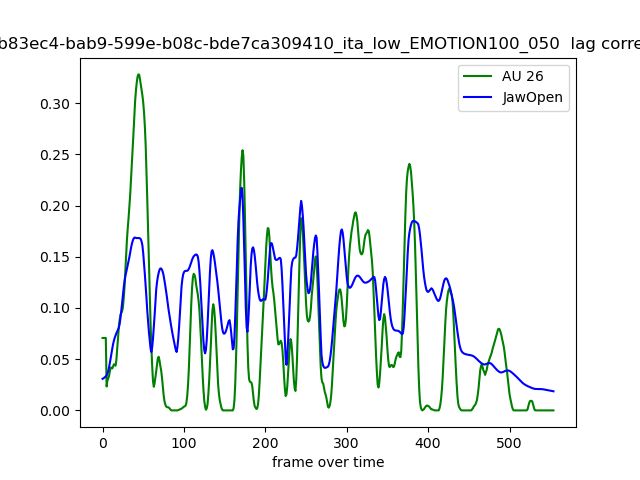 b83ec4-bab9-599e-b08c-bde7ca309410_ita_low_EMOTION100_050 lag corre
AU 26
JawOpen
0.30
0.25
0.20
0.15
0.10
0.05
0.00
0 100 200 300 400 500
frame over time